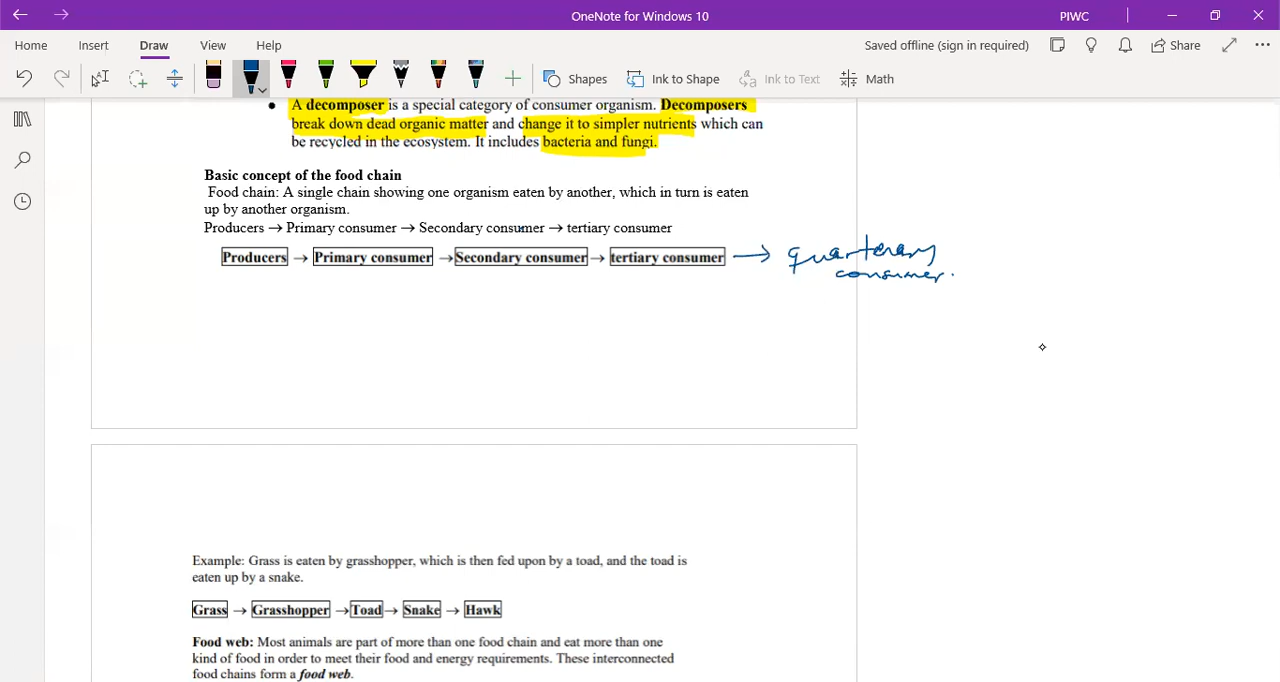 OneNote for Windows 10
PIWC
Home Insert Draw View Help
Saved offline (sign in required) Share
Shapes Ink to Shape Ink to Text Math
• A decomposer is a special category of consumer organism. Decomposers
break down dead organic matter and change it to simpler nutrients which can
be recycled in the ecosystem. It includes bacteria and fungi.
Basic concept of the food chain
Food chain: A single chain showing one organism eaten by another, which in turn is eaten
up by another organism.
Producers → Primary consumer → Secondary consumer → tertiary consumer
Producers → Primary consumer → Secondary consumer → tertiary consumer → quarterary
consumer.
Example: Grass is eaten by grasshopper, which is then fed upon by a toad, and the toad is
eaten up by a snake.
Grass → Grasshopper → Toad → Snake → Hawk
Food web: Most animals are part of more than one food chain and eat more than one
kind of food in order to meet their food and energy requirements. These interconnected
food chains form a food web.